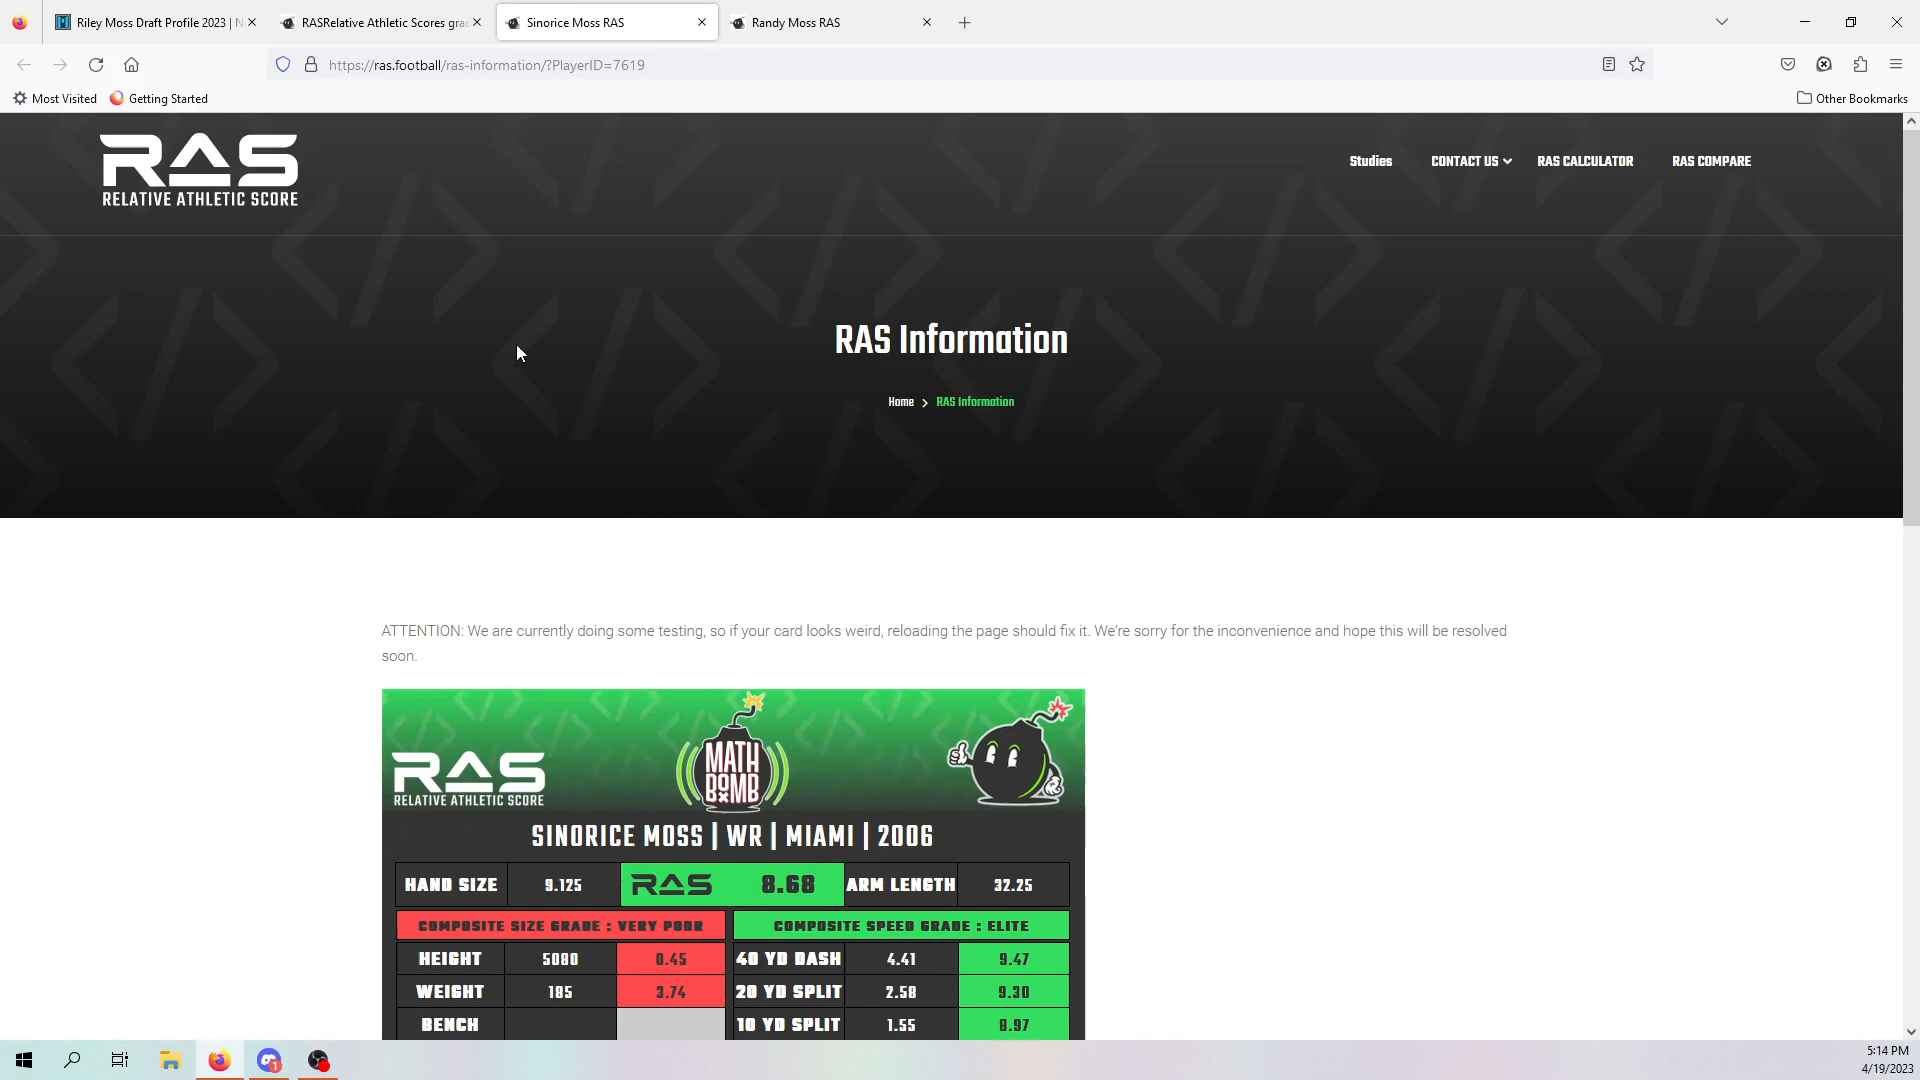 Riley Moss Draft Profile 2023 | N
RASRelative Athletic Scores grad
Sinorice Moss RAS
Randy Moss RAS
https://ras.football/ras-information/?PlayerID=7619
Most Visited
Getting Started
Other Bookmarks
RAS
RELATIVE ATHLETIC SCORE
Studies
CONTACT US
RAS CALCULATOR
RAS COMPARE
RAS Information
Home
RAS Information
ATTENTION: We are currently doing some testing, so if your card looks weird, reloading the page should fix it. We're sorry for the inconvenience and hope this will be resolved
soon.
RAS
RELATIVE ATHLETIC SCORE
MATH
BOMB
SINORICE MOSS | WR | MIAMI | 2006
HAND SIZE 9.125 RAS 8.68 ARM LENGTH 32.25
COMPOSITE SIZE GRADE : VERY POOR COMPOSITE SPEED GRADE : ELITE
HEIGHT 5080 0.45 40 YD DASH 4.41 9.47
WEIGHT 185 3.74 20 YD SPLIT 2.58 9.30
BENCH 10 YD SPLIT 1.55 8.97
1
5:14 PM
4/19/2023